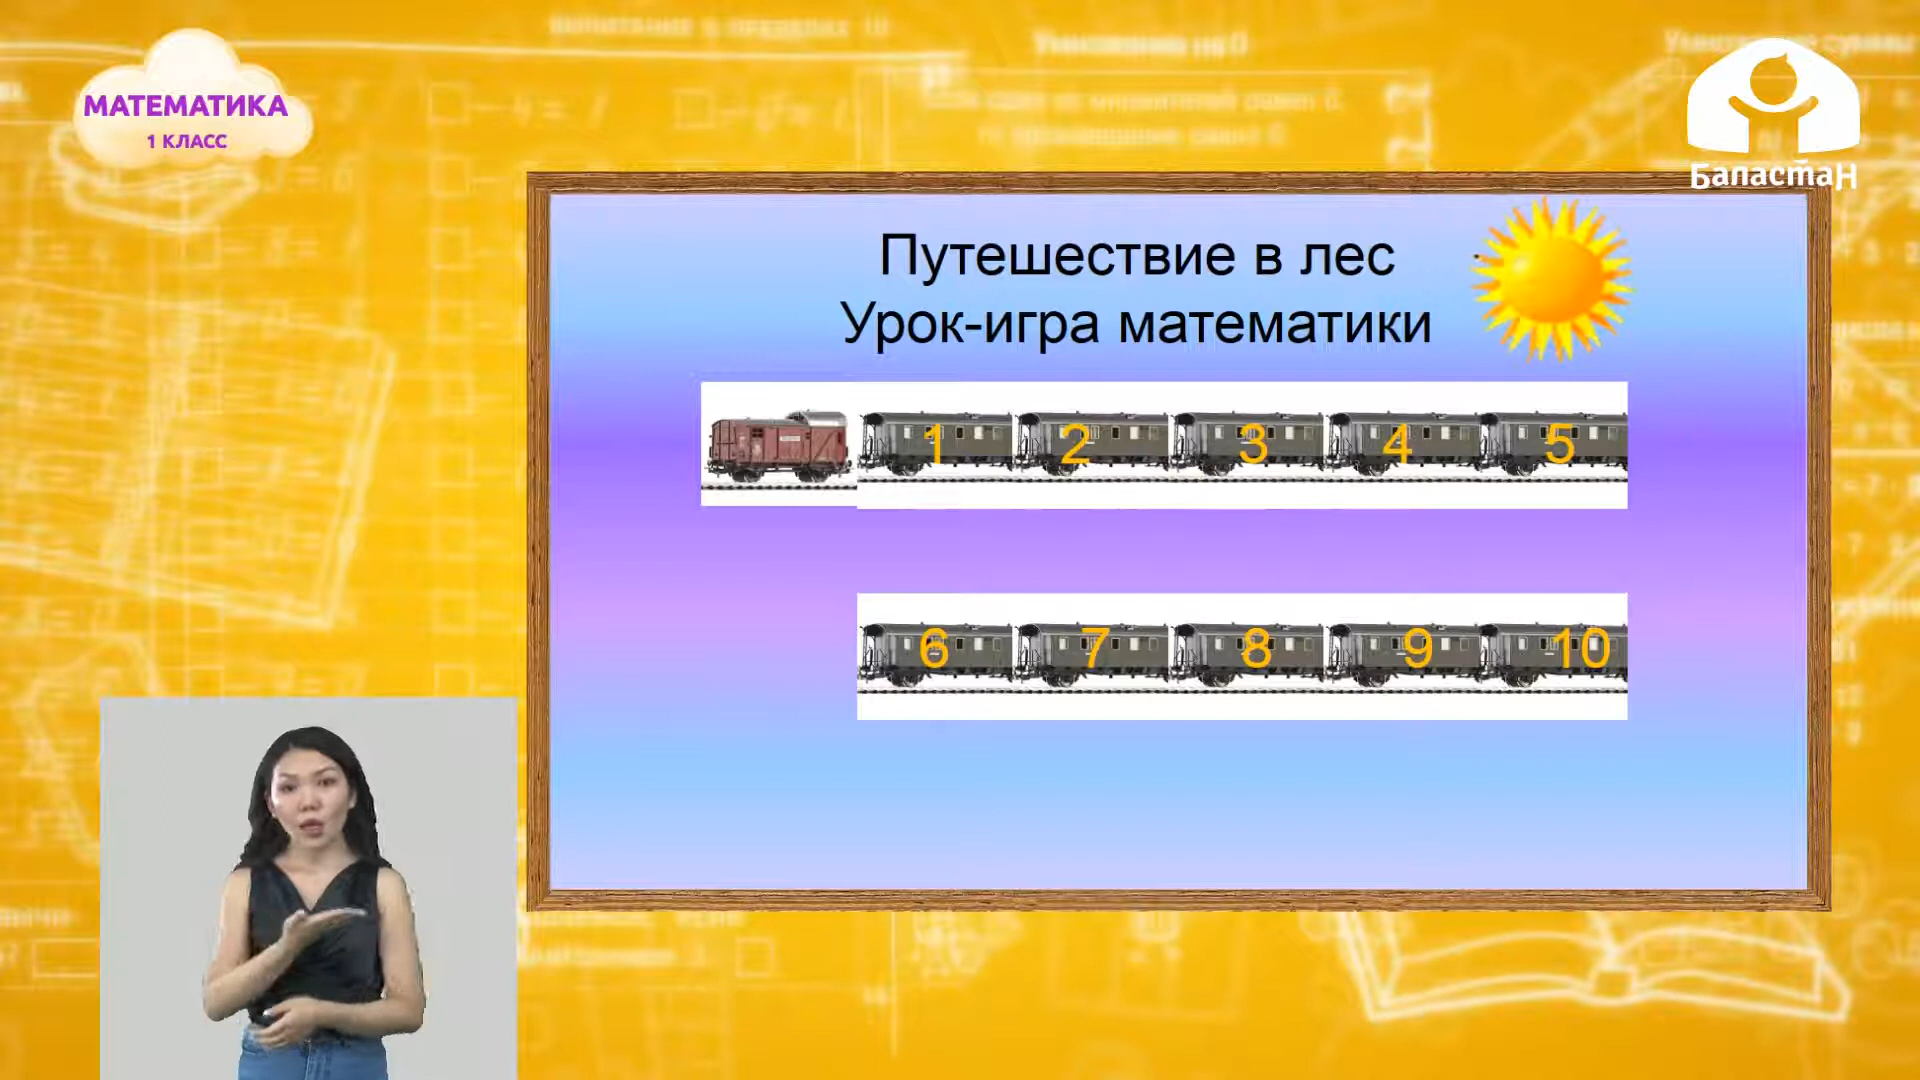 МАТЕМАТИКА
1 КЛАСС
Баластан
Путешествие в лес
Урок-игра математики
1 2 3 4 5
6 7 8 9 10